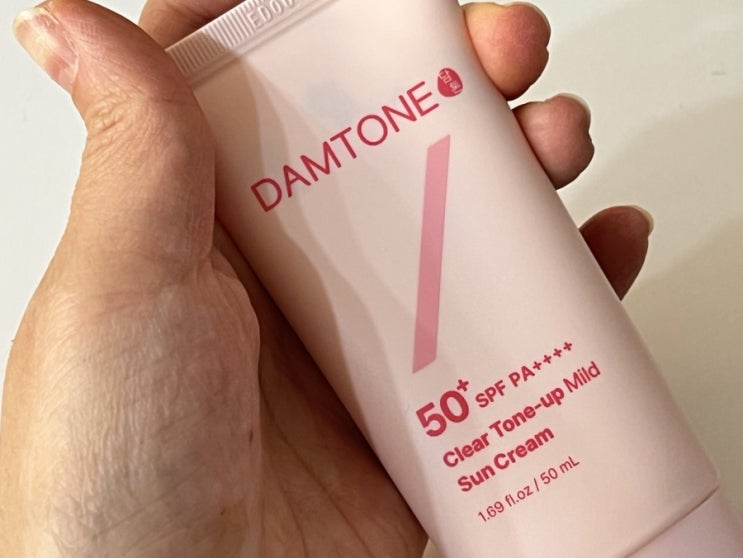 DAMTONE
50+ SPF PA++++
Clear Tone-up Mild
Sun Cream
1.69 fl.oz / 50 mL